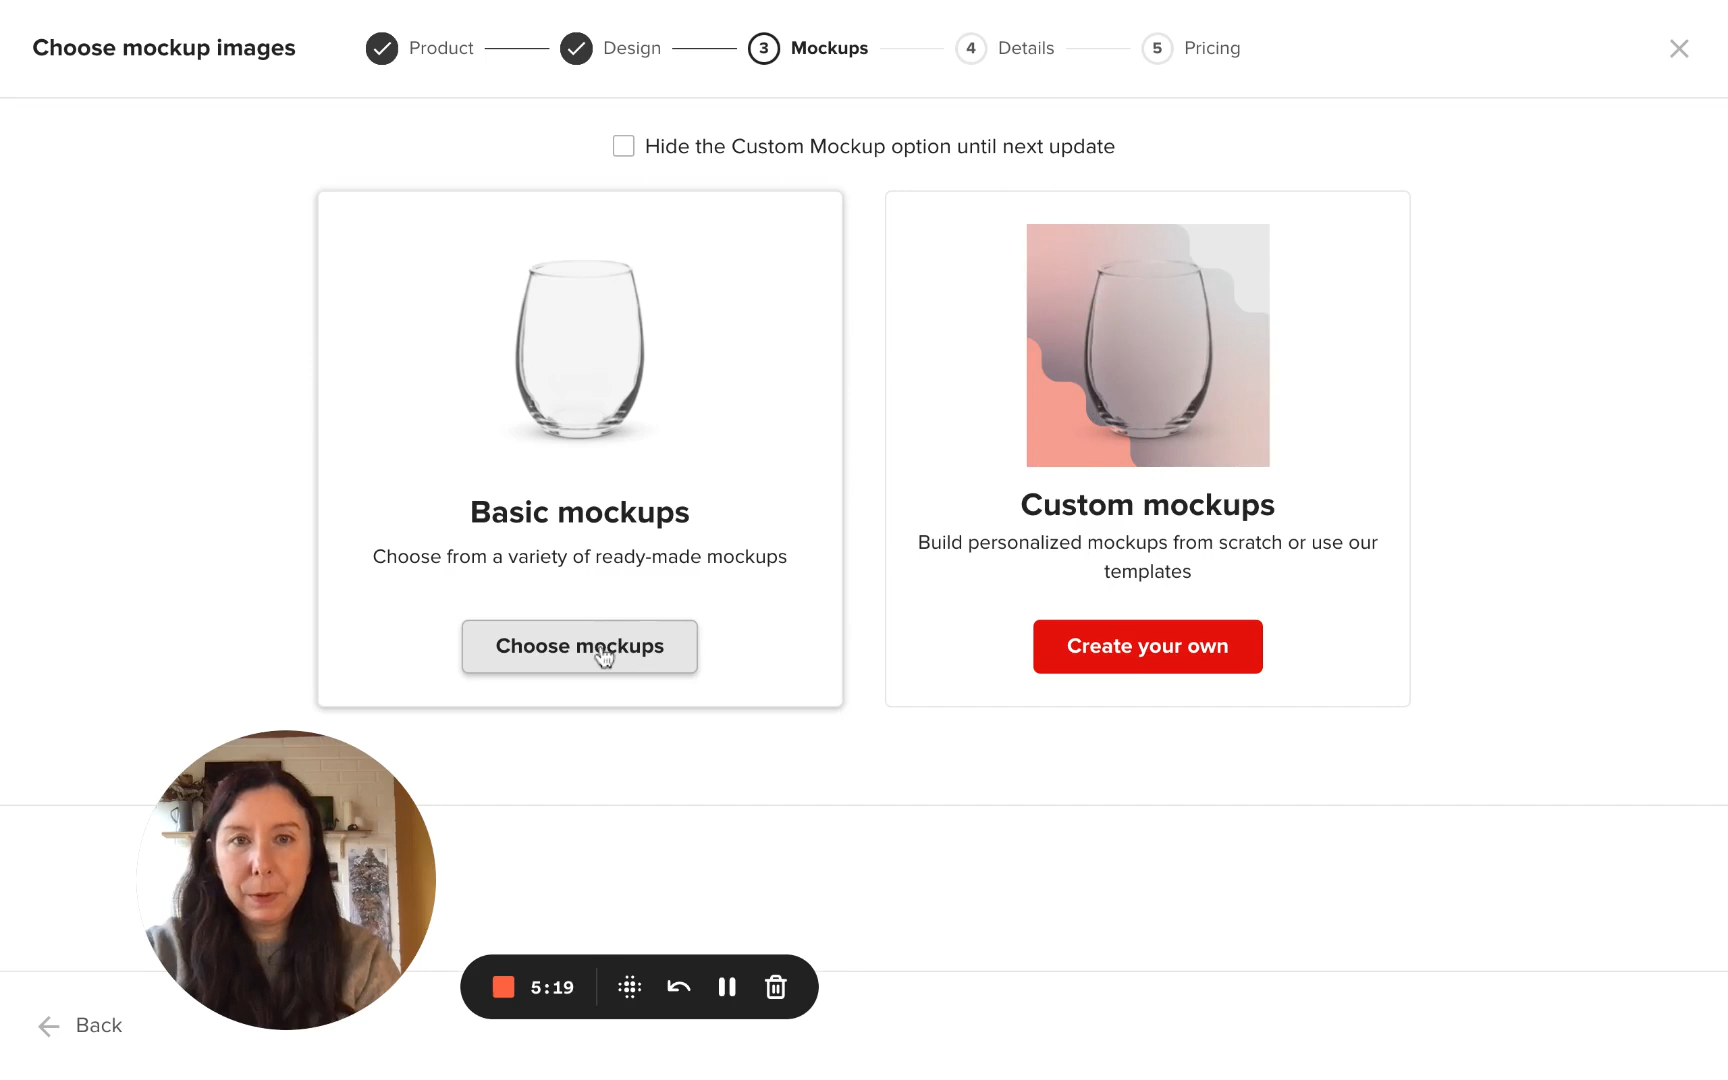 Choose mockup images
Product
Design
3 Mockups
4 Details
5 Pricing
Hide the Custom Mockup option until next update
Basic mockups
Choose from a variety of ready-made mockups
Choose mockups
Custom mockups
Build personalized mockups from scratch or use our
templates
Create your own
5:19
Back